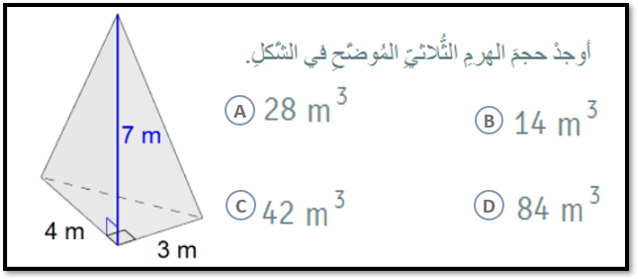 أوجدْ حجمَ الهرمِ الثُّلاثيِّ المُوضَّحِ في الشَّكلِ.
7 m
4 m
3 m
A 28 m³
B 14 m³
C 42 m³
D 84 m³